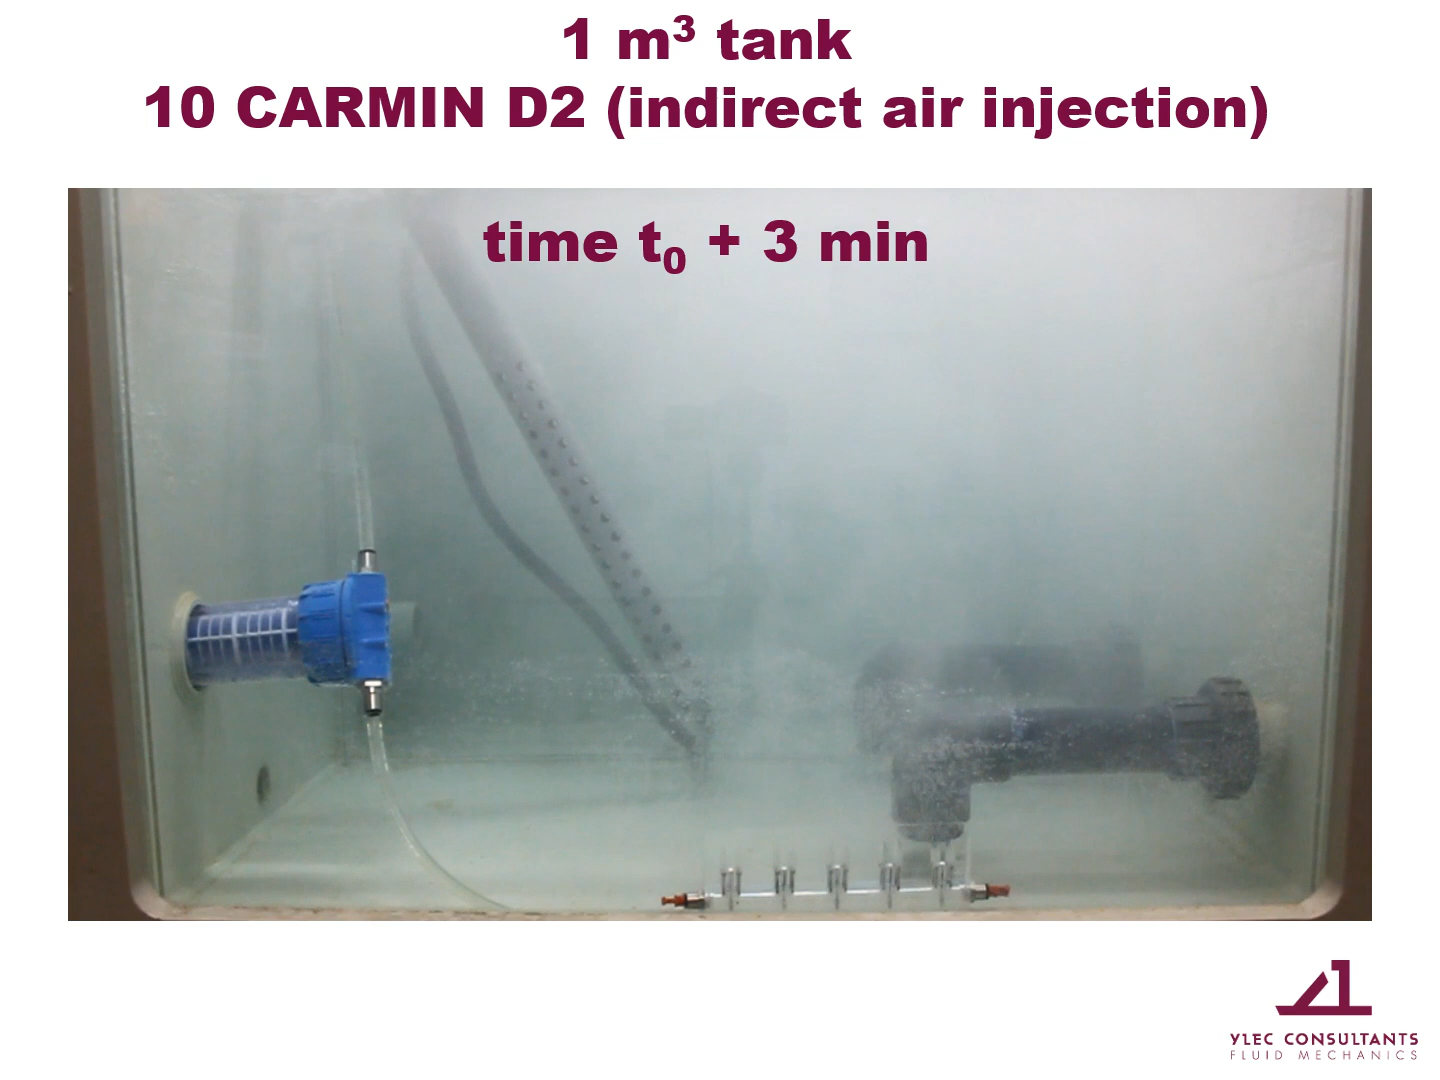 1 m³ tank
10 CARMIN D2 (indirect air injection)
time t₀ + 3 min
YLEC CONSULTANTS
FLUID MECHANICS